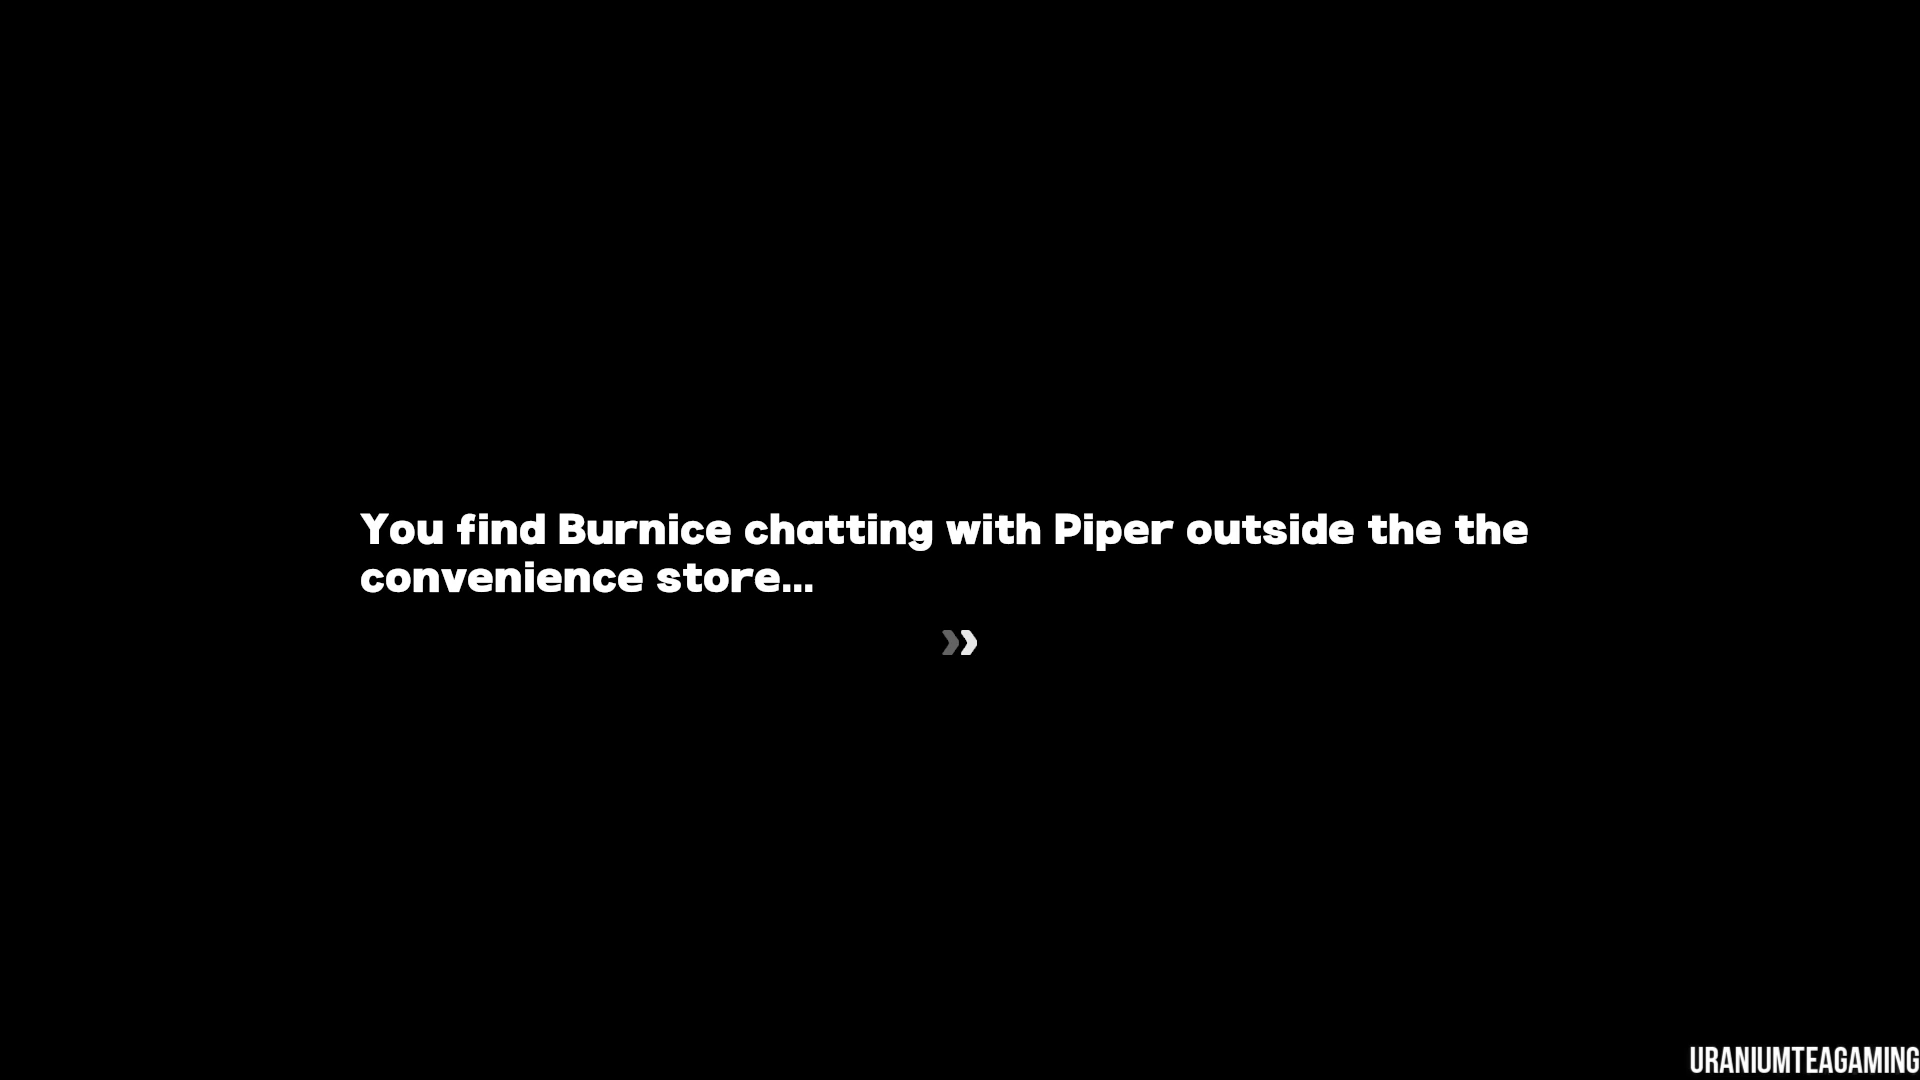 You find Burnice chatting with Piper outside the the
convenience store...
URANIUMTEAGAMING